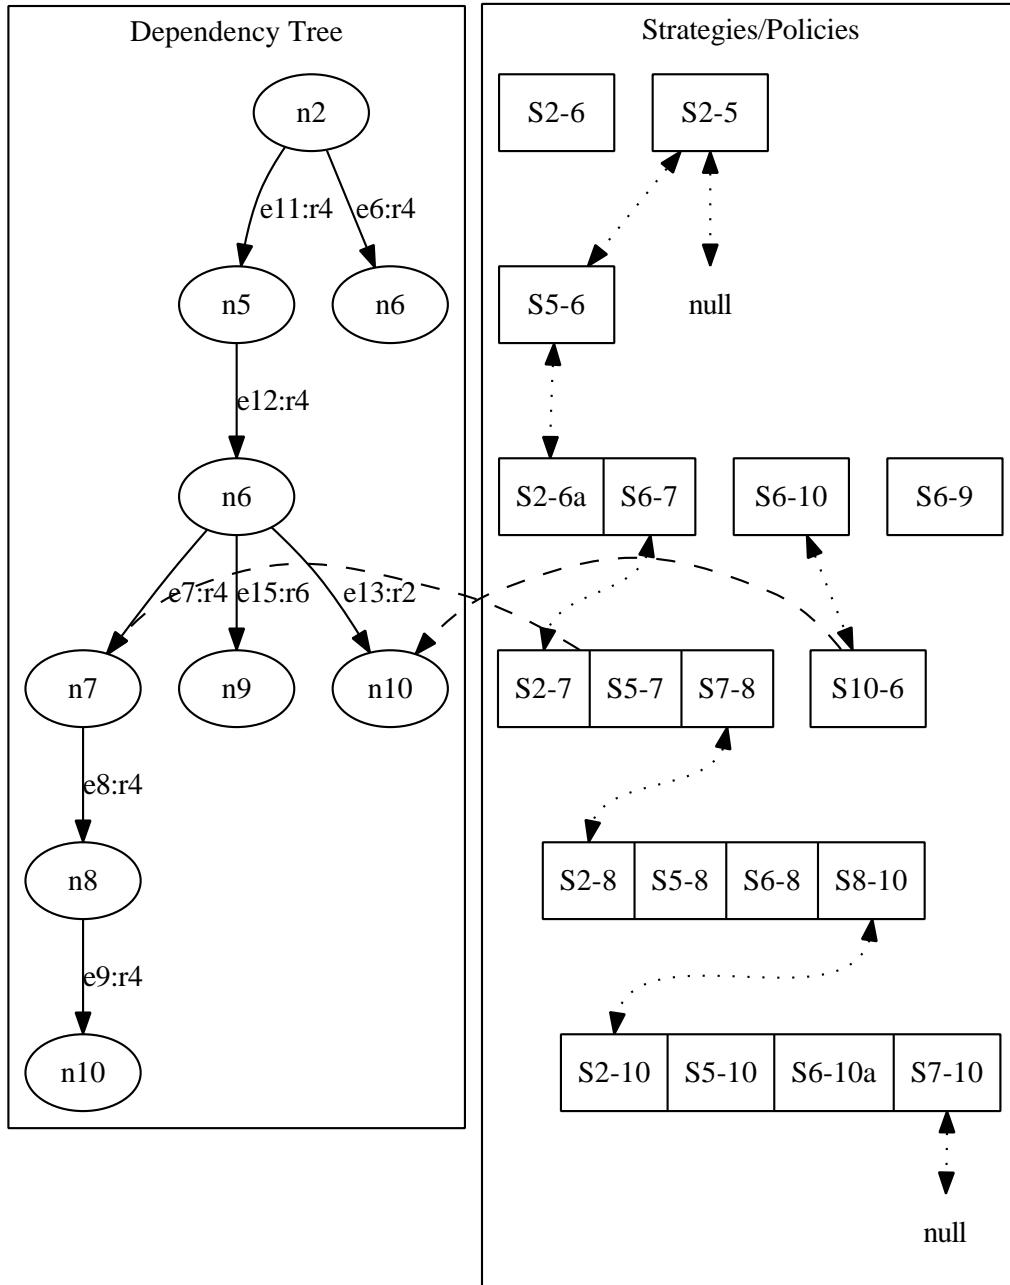 Dependency Tree
n2
e11:r4
e6:r4
n5
n6
e12:r4
n6
e7:r4
e15:r6
e13:r2
n7
n9
n10
e8:r4
n8
e9:r4
n10
Strategies/Policies
S2-6
S2-5
S5-6
null
S2-6a
S6-7
S6-10
S6-9
S2-7
S5-7
S7-8
S10-6
S2-8
S5-8
S6-8
S8-10
S2-10
S5-10
S6-10a
S7-10
null